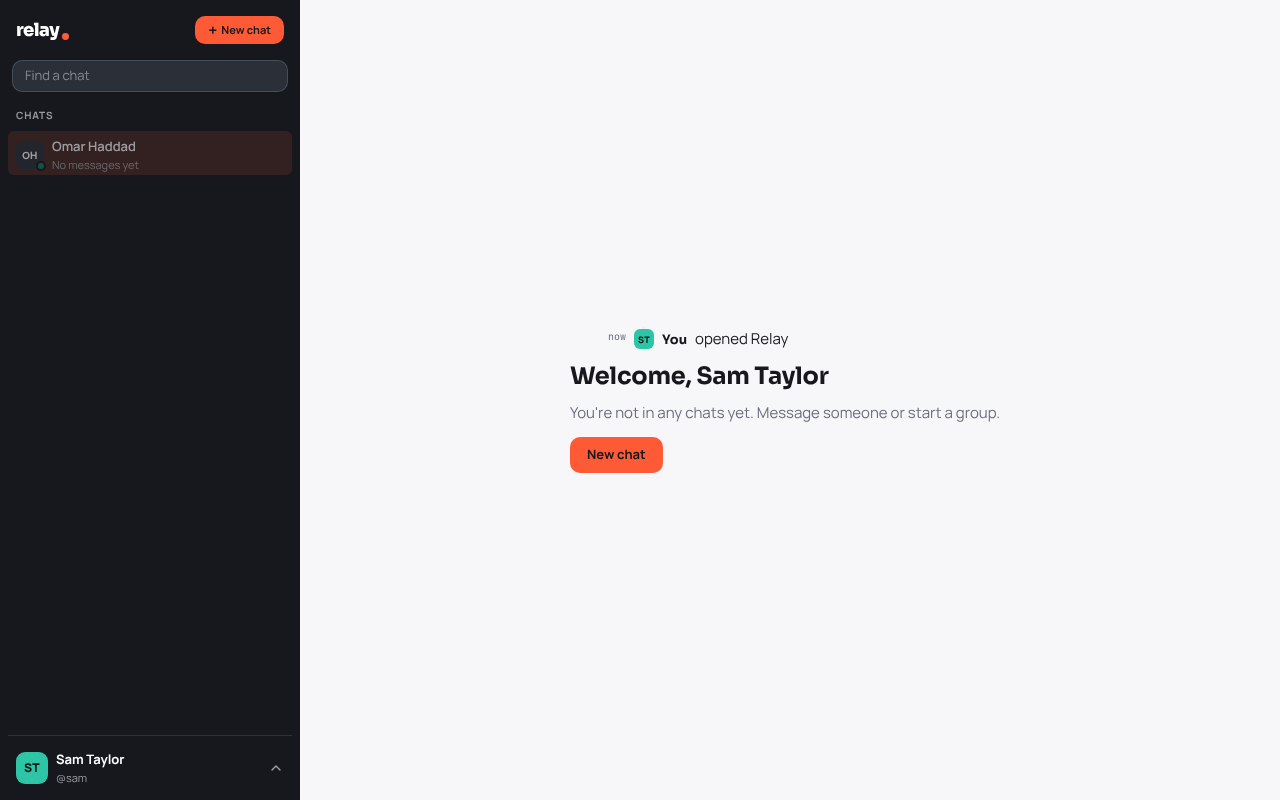 relay.
+ New chat
Find a chat
CHATS
OH
Omar Haddad
No messages yet
now ST You opened Relay
Welcome, Sam Taylor
You're not in any chats yet. Message someone or start a group.
New chat
ST
Sam Taylor
@sam